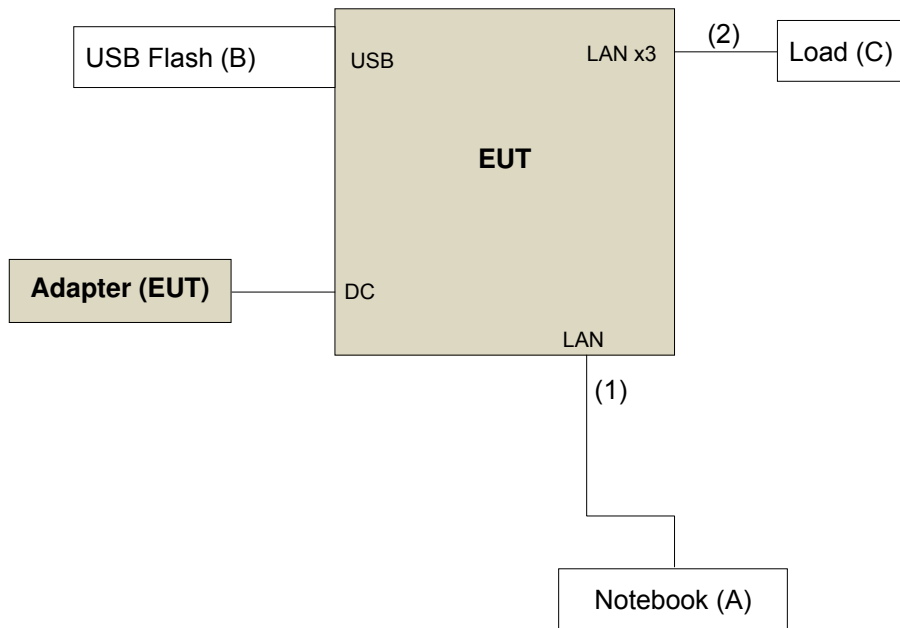 USB Flash (B)
USB
LAN x3
(2)
Load (C)
EUT
Adapter (EUT)
DC
LAN
(1)
Notebook (A)